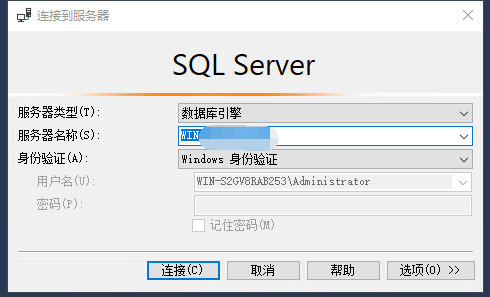 连接到服务器
SQL Server
服务器类型(T): 数据库引擎
服务器名称(S): WIN
身份验证(A): Windows 身份验证
用户名(U): WIN-S2GV8RAB253\Administrator
密码(P):
记住密码(M)
连接(C) 取消 帮助 选项(O) >>